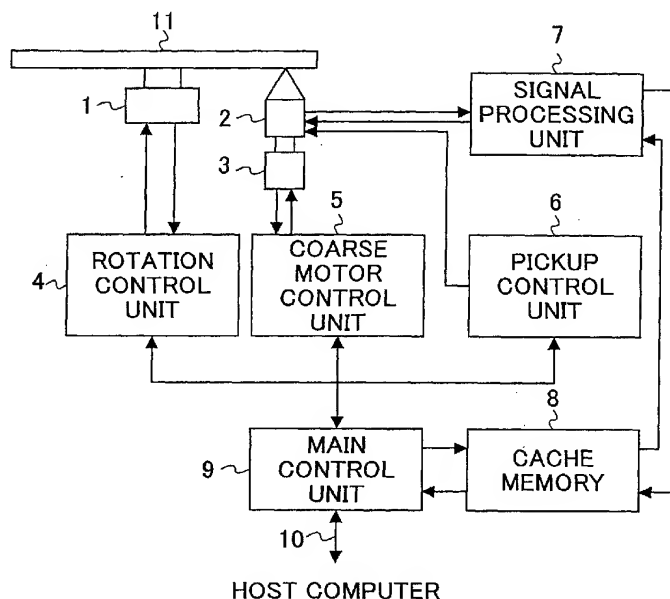 11
7
1
2
SIGNAL
PROCESSING
UNIT
3
5
6
4
ROTATION
CONTROL
UNIT
COARSE
MOTOR
CONTROL
UNIT
PICKUP
CONTROL
UNIT
8
9
MAIN
CONTROL
UNIT
CACHE
MEMORY
10
HOST COMPUTER